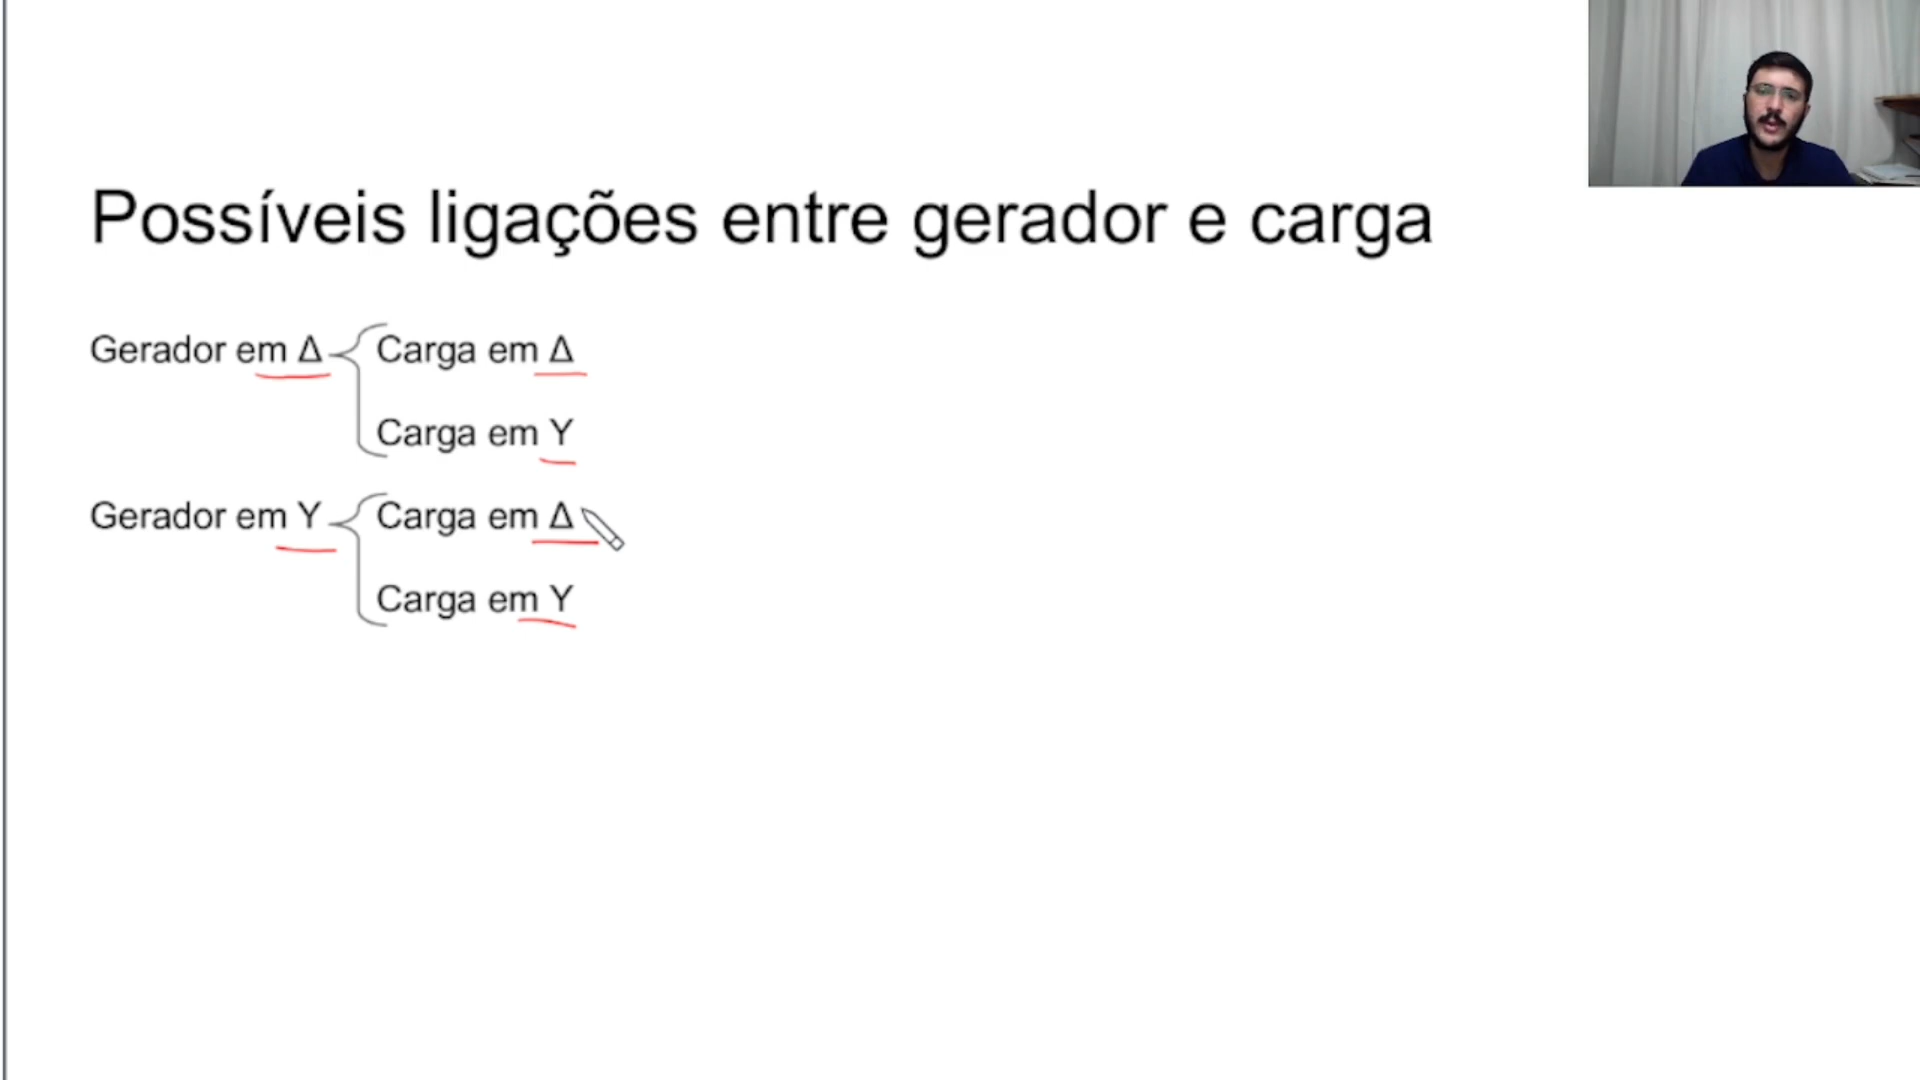 Possíveis ligações entre gerador e carga
Gerador em Δ Carga em Δ
Carga em Y
Gerador em Y Carga em Δ
Carga em Y